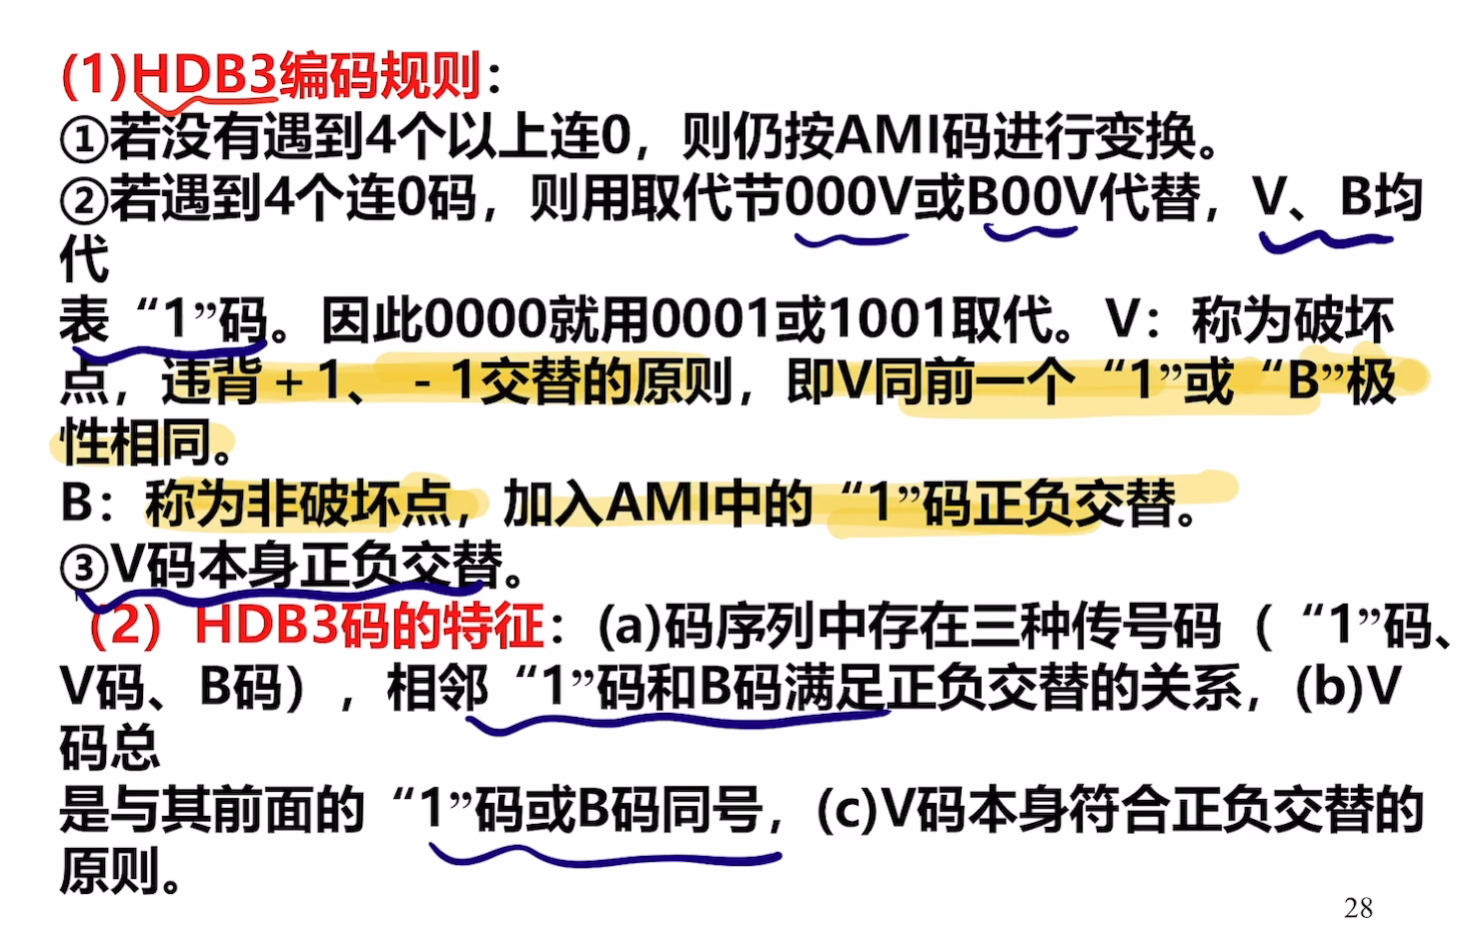 (1)HDB3编码规则：
①若没有遇到4个以上连0，则仍按AMI码进行变换。
②若遇到4个连0码，则用取代节000V或B00V代替，V、B均
代
表“1”码。因此0000就用0001或1001取代。V：称为破坏
点，违背＋1、－1交替的原则，即V同前一个“1”或“B”极
性相同。
B：称为非破坏点，加入AMI中的“1”码正负交替。
③V码本身正负交替。
（2）HDB3码的特征：(a)码序列中存在三种传号码（“1”码、
V码、B码），相邻“1”码和B码满足正负交替的关系，(b)V
码总
是与其前面的“1”码或B码同号，(c)V码本身符合正负交替的
原则。
28